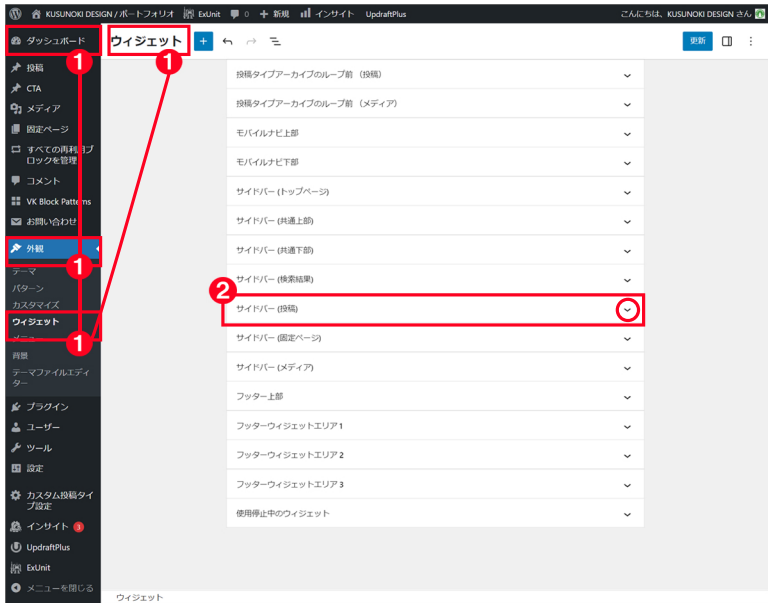 KUSUNOKI DESIGN / ポートフォリオ ExUnit 0 + 新規 インサイト UpdraftPlus こんにちは、KUSUNOKI DESIGN さん
ダッシュボード
1
投稿
CTA
メディア
固定ページ
すべての再利用ブ
ロックを管理
コメント
VK Block Patterns
お問い合わせ
外観
1
テーマ
パターン
カスタマイズ
ウィジェット
メニュー
1
背景
テーマファイルエディ
ター
プラグイン
ユーザー
ツール
設定
カスタム投稿タイ
プ設定
インサイト 3
UpdraftPlus
ExUnit
メニューを閉じる
ウィジェット + 更新
1
投稿タイプアーカイブのループ前（投稿）
投稿タイプアーカイブのループ前（メディア）
モバイルナビ上部
モバイルナビ下部
サイドバー (トップページ)
サイドバー (共通上部)
サイドバー (共通下部)
サイドバー (検索結果)
2
サイドバー (投稿)
サイドバー (固定ページ)
サイドバー (メディア)
フッター上部
フッターウィジェットエリア 1
フッターウィジェットエリア 2
フッターウィジェットエリア 3
使用停止中のウィジェット
ウィジェット